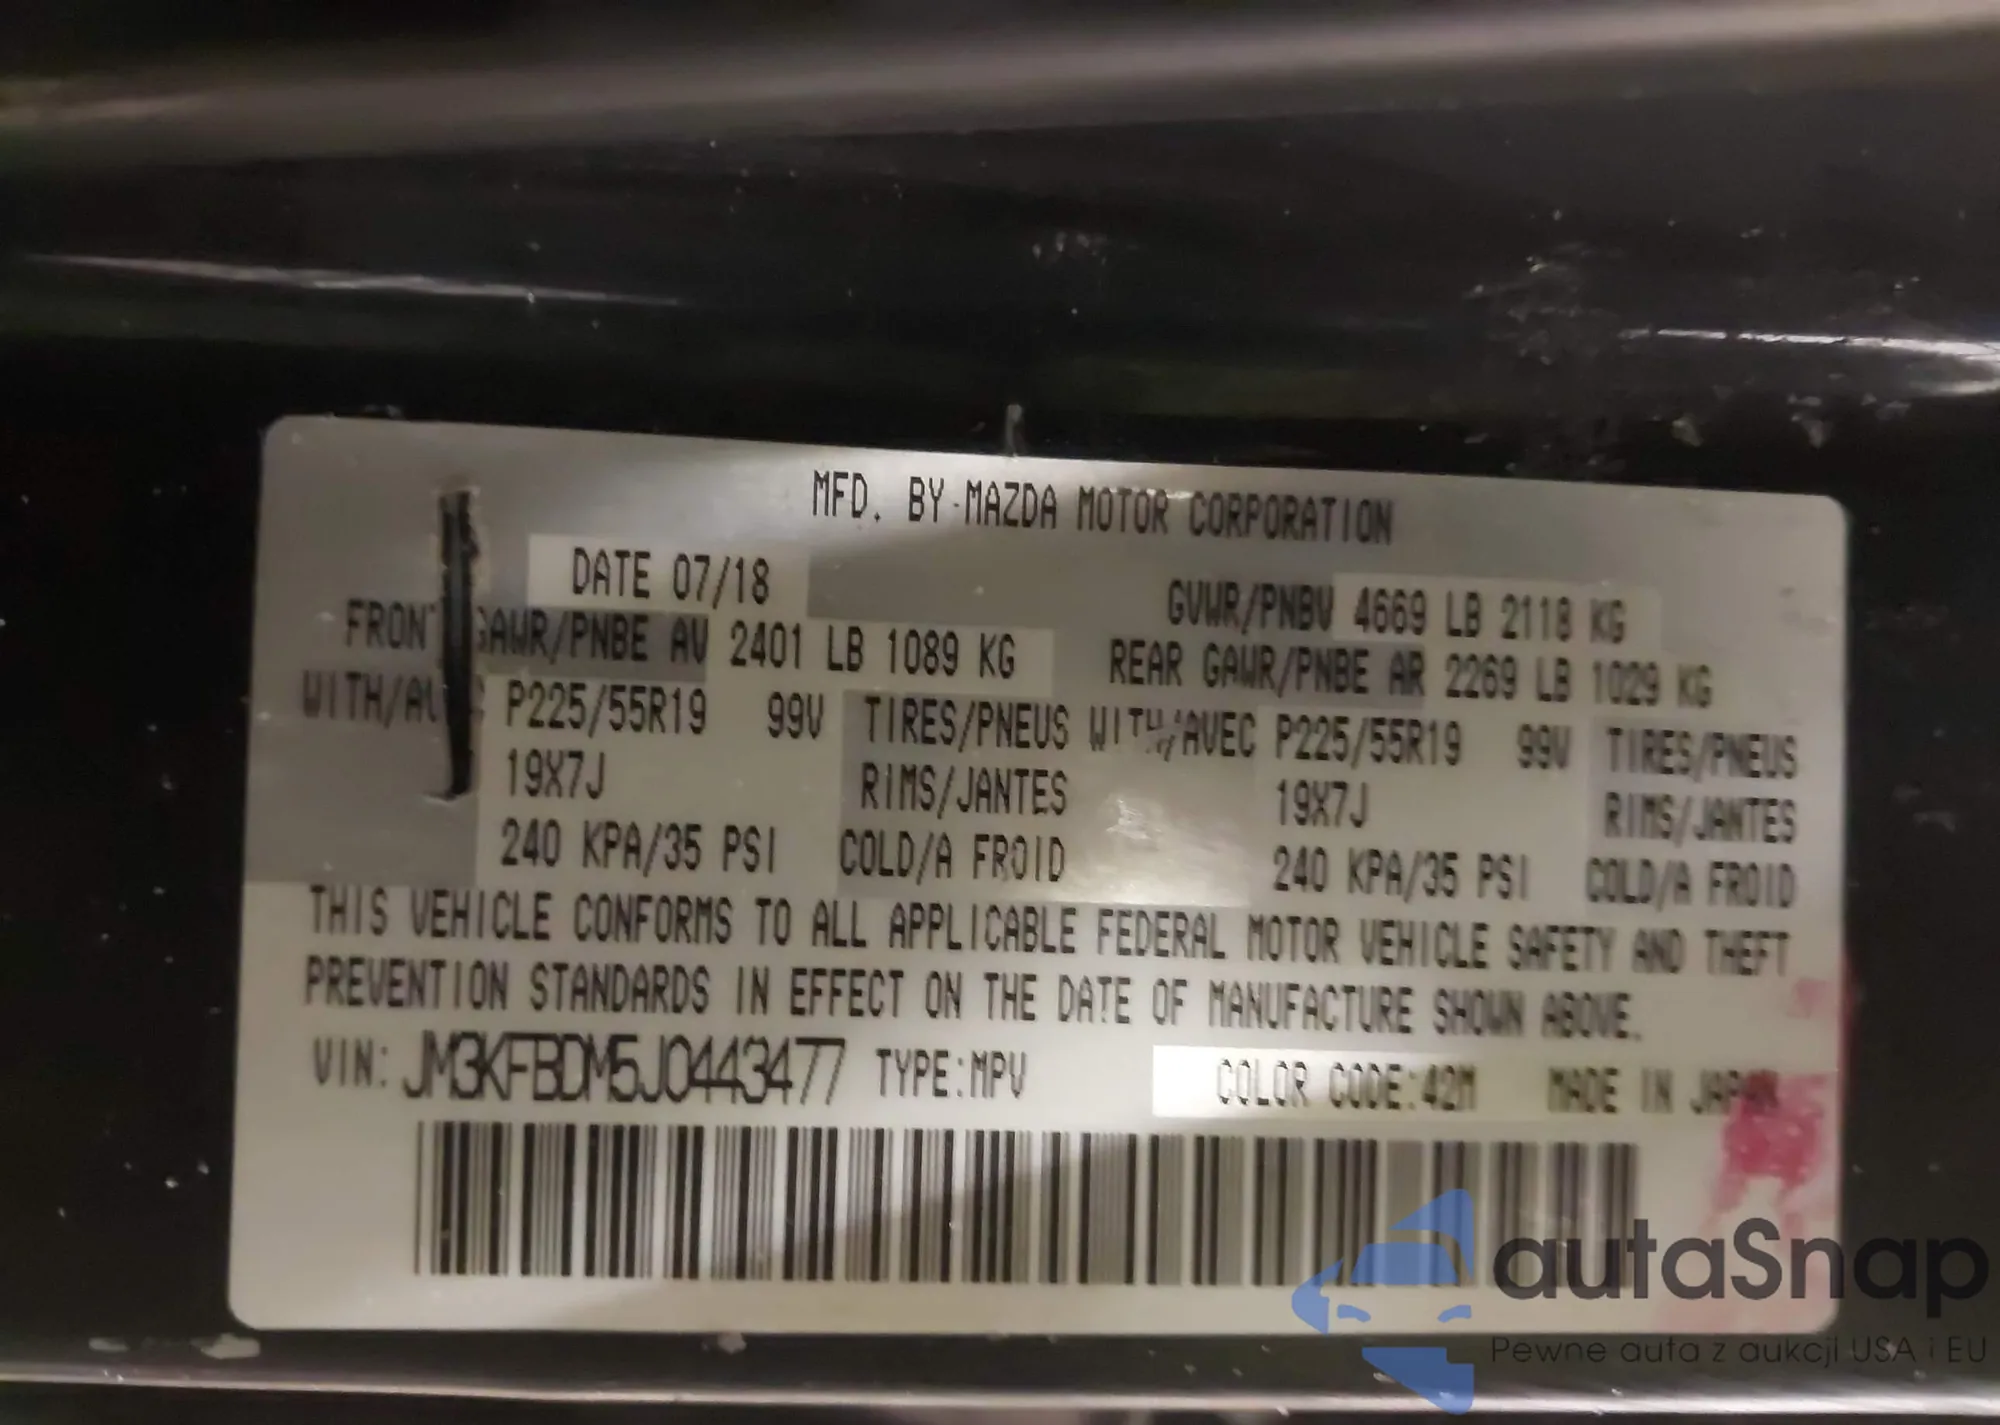 MFD. BY MAZDA MOTOR CORPORATION
DATE 07/18 GVWR/PNBV 4669 LB 2118 KG
FRONT GAWR/PNBE AV 2401 LB 1089 KG REAR GAWR/PNBE AR 2269 LB 1029 KG
WITH/AVEC P225/55R19 99V TIRES/PNEUS WITH/AVEC P225/55R19 99V TIRES/PNEUS
19X7J RIMS/JANTES 19X7J RIMS/JANTES
240 KPA/35 PSI COLD/A FROID 240 KPA/35 PSI COLD/A FROID
THIS VEHICLE CONFORMS TO ALL APPLICABLE FEDERAL MOTOR VEHICLE SAFETY AND THEFT
PREVENTION STANDARDS IN EFFECT ON THE DATE OF MANUFACTURE SHOWN ABOVE.
VIN: JM3KFBDM5J0443477 TYPE:MPV COLOR CODE:42M MADE IN JAPAN
autaSnap
Pewne auta z aukcji USA i EU